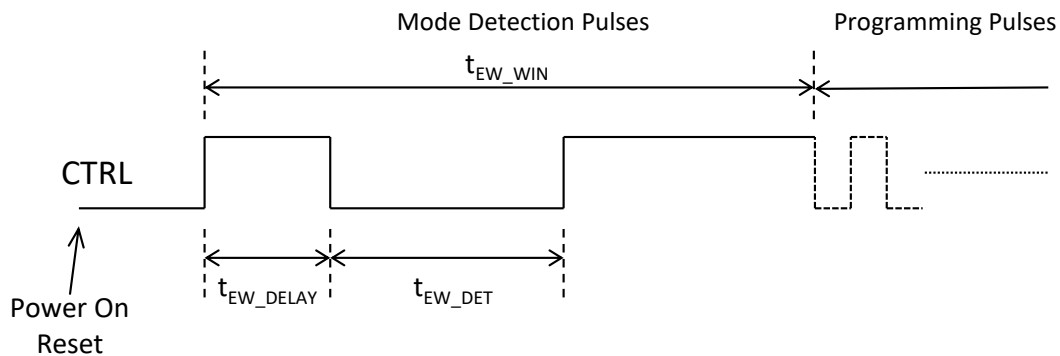 Mode Detection Pulses
Programming Pulses
tEW_WIN
CTRL
tEW_DELAY
tEW_DET
Power On
Reset